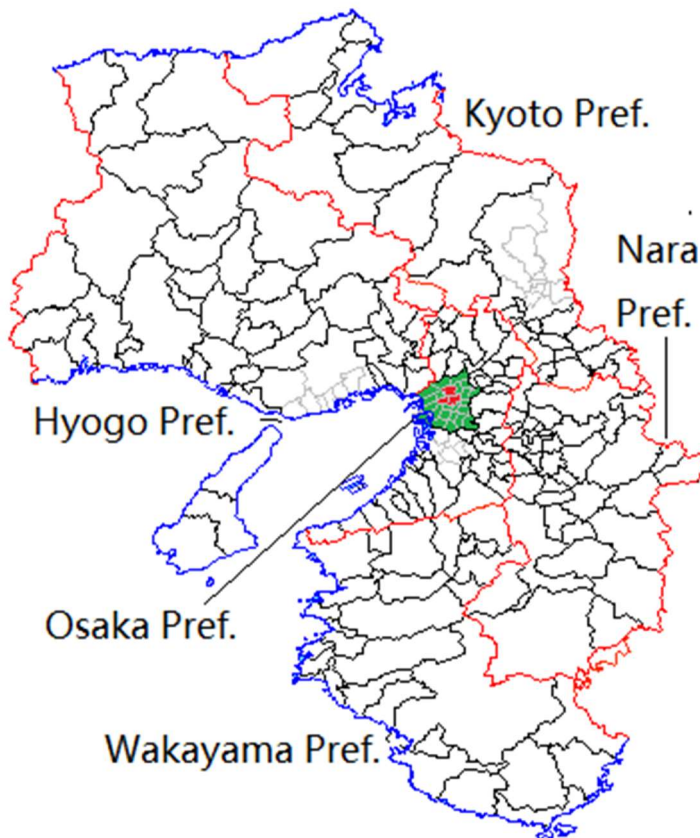 Kyoto Pref.
Nara
Pref.
Hyogo Pref.
Osaka Pref.
Wakayama Pref.